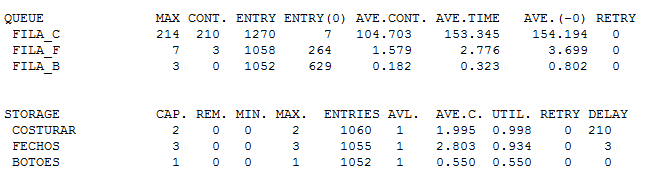 QUEUE MAX CONT. ENTRY ENTRY(0) AVE.CONT. AVE.TIME AVE.(-0) RETRY
FILA_C 214 210 1270 7 104.703 153.345 154.194 0
FILA_F 7 3 1058 264 1.579 2.776 3.699 0
FILA_B 3 0 1052 629 0.182 0.323 0.802 0
STORAGE CAP. REM. MIN. MAX. ENTRIES AVL. AVE.C. UTIL. RETRY DELAY
COSTURAR 2 0 0 2 1060 1 1.995 0.998 0 210
FECHOS 3 0 0 3 1055 1 2.803 0.934 0 3
BOTOES 1 0 0 1 1052 1 0.550 0.550 0 0